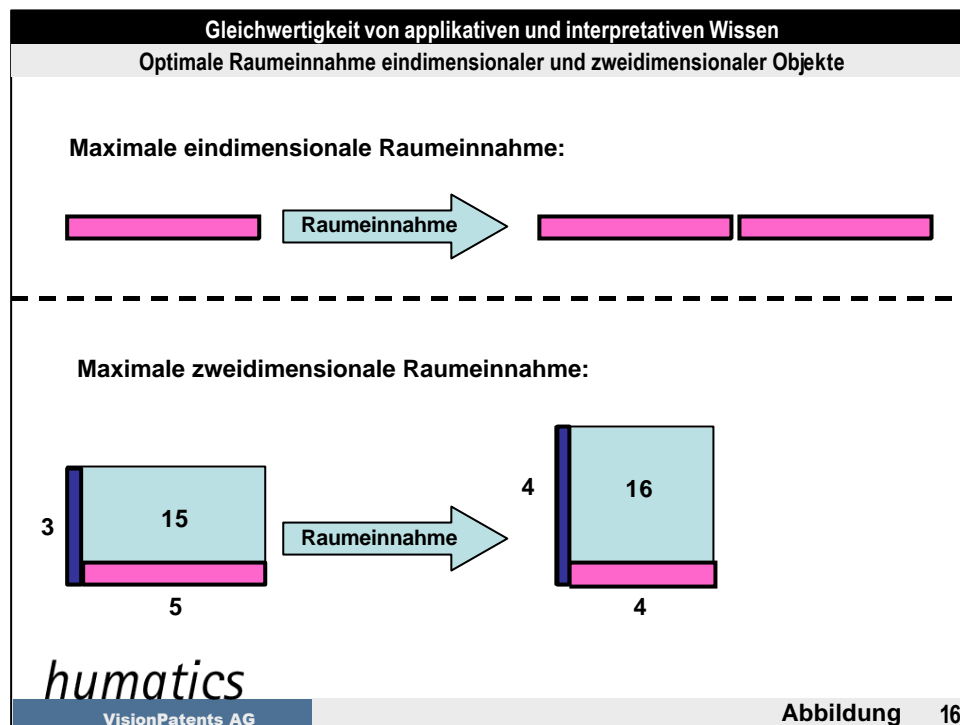 Gleichwertigkeit von applikativen und interpretativen Wissen
Optimale Raumeinnahme eindimensionaler und zweidimensionaler Objekte
Maximale eindimensionale Raumeinnahme:
Raumeinnahme
Maximale zweidimensionale Raumeinnahme:
3
15
5
Raumeinnahme
4
16
4
humatics
VisionPatents AG
Abbildung 16